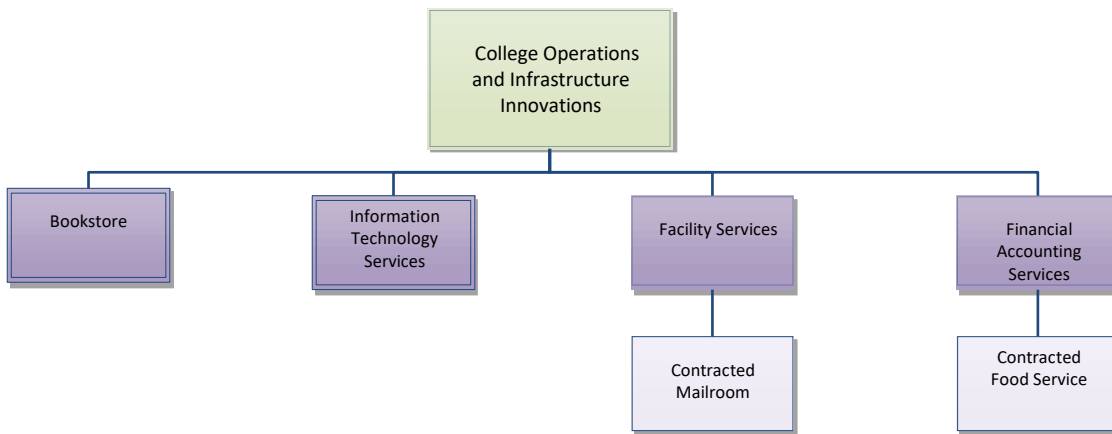 College Operations
and Infrastructure
Innovations
Bookstore
Information
Technology
Services
Facility Services
Financial
Accounting
Services
Contracted
Mailroom
Contracted
Food Service